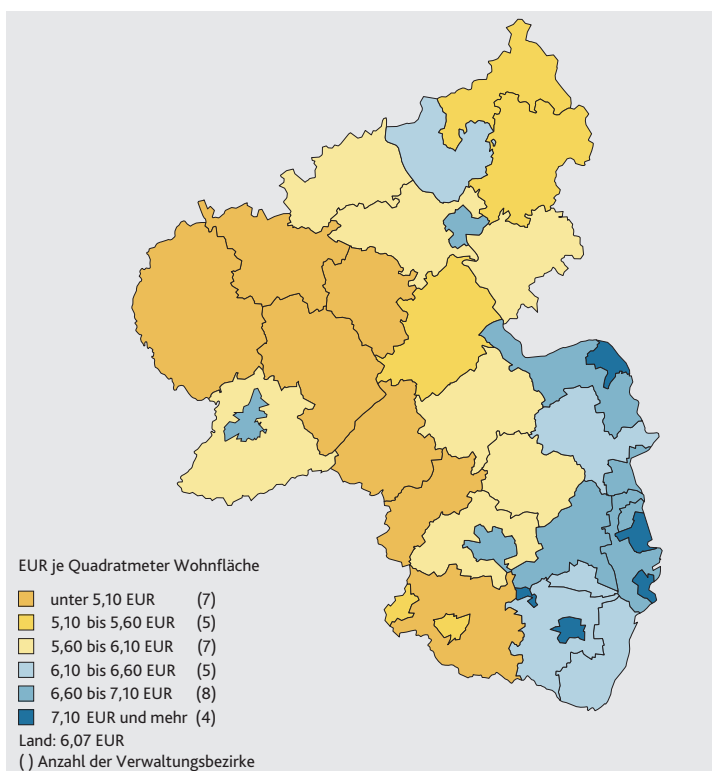 EUR je Quadratmeter Wohnfläche
unter 5,10 EUR (7)
5,10 bis 5,60 EUR (5)
5,60 bis 6,10 EUR (7)
6,10 bis 6,60 EUR (5)
6,60 bis 7,10 EUR (8)
7,10 EUR und mehr (4)
Land: 6,07 EUR
( ) Anzahl der Verwaltungsbezirke